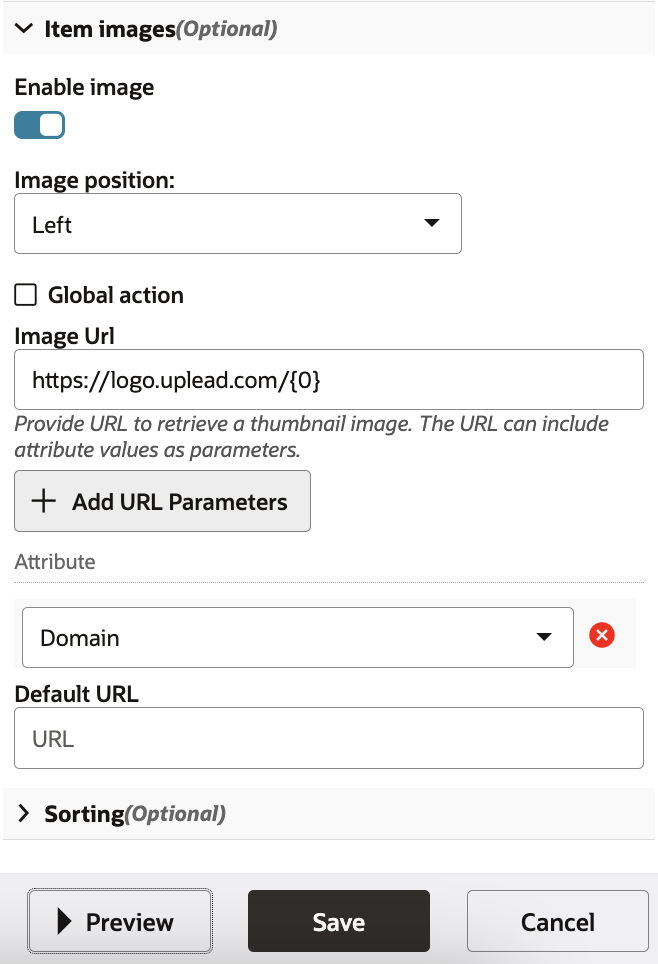 Item images(Optional)
Enable image
Image position:
Left
Global action
Image Url
https://logo.uplead.com/{0}
Provide URL to retrieve a thumbnail image. The URL can include
attribute values as parameters.
Add URL Parameters
Attribute
Domain
Default URL
URL
Sorting(Optional)
Preview
Save
Cancel